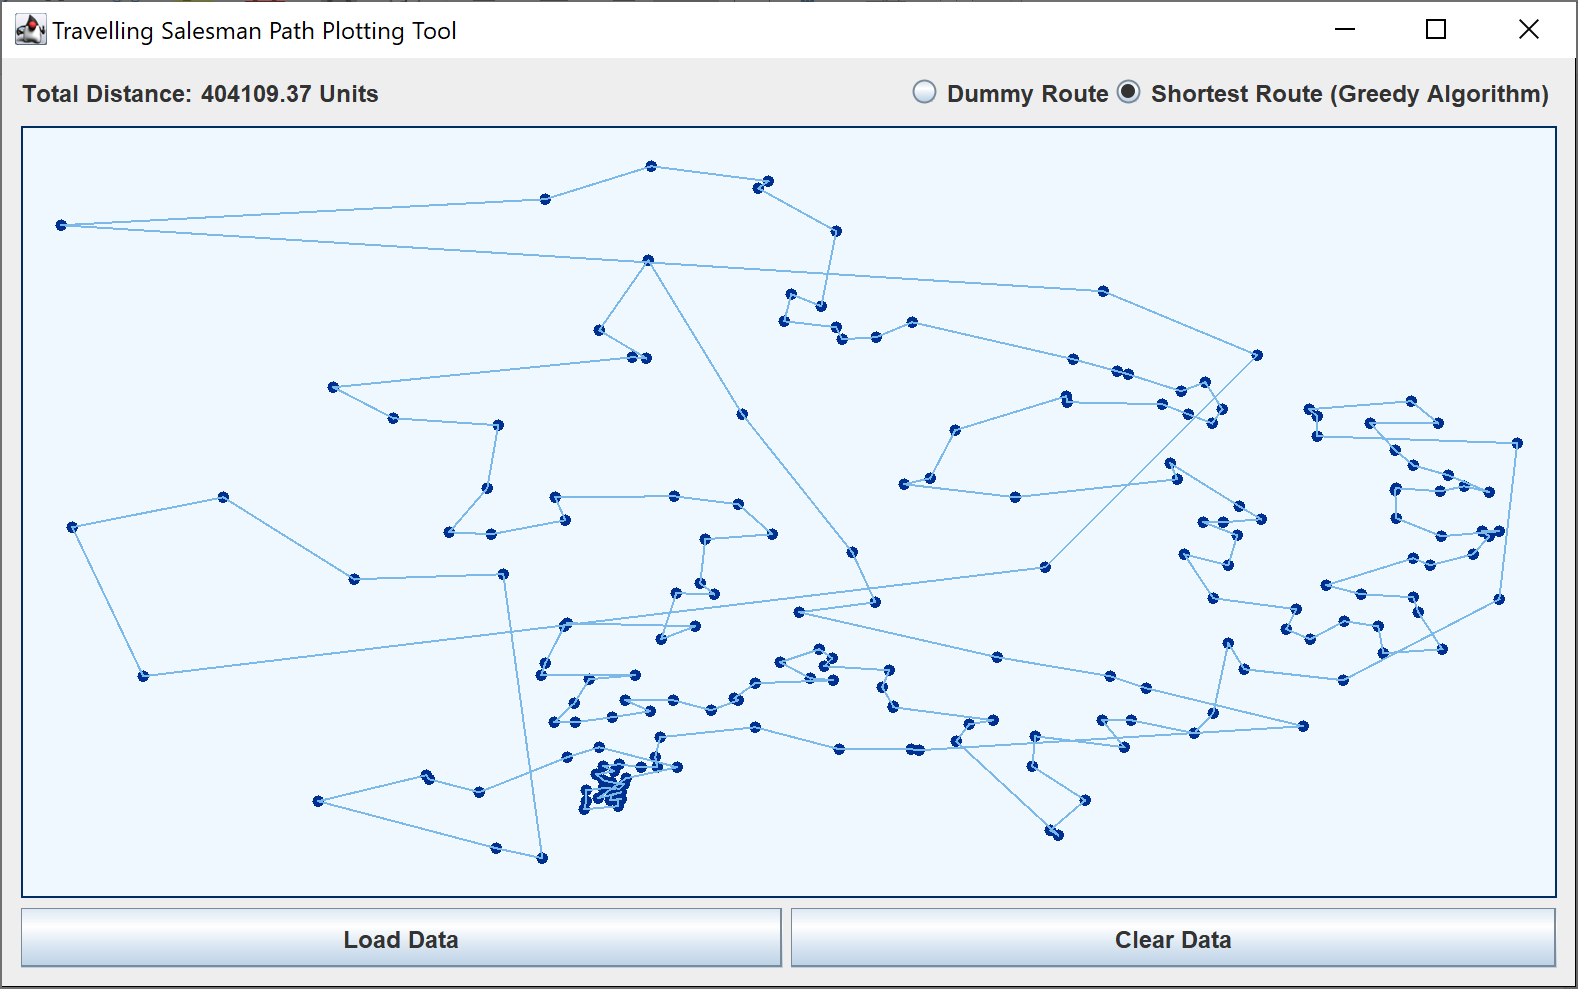 Travelling Salesman Path Plotting Tool
Total Distance: 404109.37 Units
Dummy Route
Shortest Route (Greedy Algorithm)
Load Data
Clear Data